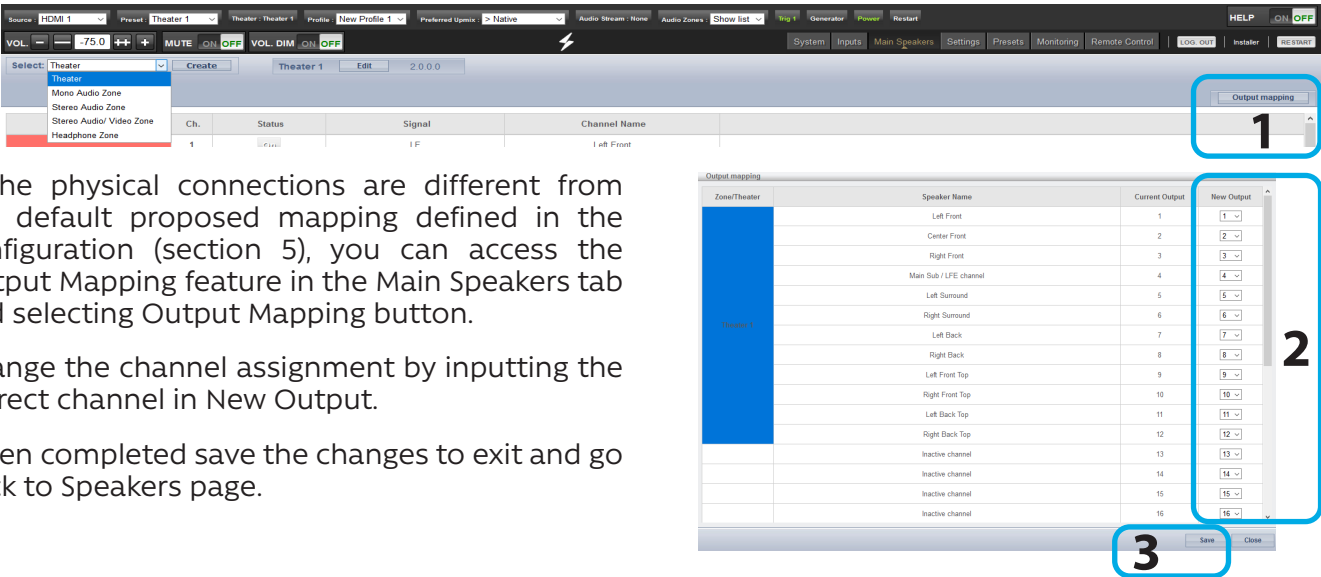 Source : HDMI 1 Preset : Theater 1 Theater : Theater 1 Profile : New Profile 1 Preferred Upmix : > Native Audio Stream : None Audio Zones : Show list Trig 1 Generator Power Restart HELP ON OFF
VOL. -75.0 MUTE ON OFF VOL. DIM ON OFF System Inputs Main Speakers Settings Presets Monitoring Remote Control LOG. OUT Installer RESTART
Select: Theater Create Theater 1 Edit 2.0.0.0
Theater
Mono Audio Zone
Output mapping
Stereo Audio Zone
Stereo Audio/ Video Zone
Headphone Zone
Ch. Status Signal Channel Name
1 LF Left Front
1
he physical connections are different from
default proposed mapping defined in the
nfiguration (section 5), you can access the
tput Mapping feature in the Main Speakers tab
d selecting Output Mapping button.
ange the channel assignment by inputting the
rect channel in New Output.
en completed save the changes to exit and go
ck to Speakers page.
Output mapping
Zone/Theater Speaker Name Current Output New Output
Left Front 1 1
Center Front 2 2
Right Front 3 3
Main Sub / LFE channel 4 4
Left Surround 5 5
Right Surround 6 6
Theater 1
Left Back 7 7
Right Back 8 8
Left Front Top 9 9
Right Front Top 10 10
Left Back Top 11 11
Right Back Top 12 12
Inactive channel 13 13
Inactive channel 14 14
Inactive channel 15 15
Inactive channel 16 16
2
Save Close
3